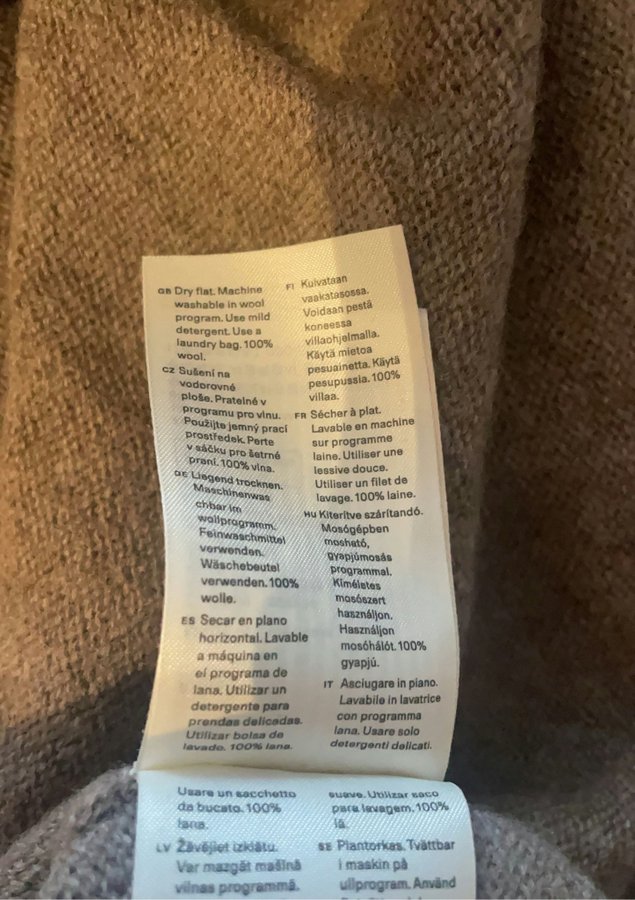 GB Dry flat. Machine
washable in wool
program. Use mild
detergent. Use a
laundry bag. 100%
wool.
CZ Sušení na
vodorovné
ploše. Pratelné v
programu pro vlnu.
Použijte jemný prací
prostředek. Perte
v sáčku pro šetrné
praní. 100% vlna.
DE Liegend trocknen.
Maschinenwas
chbar im
wollprogramm.
Feinwaschmittel
verwenden.
Wäschebeutel
verwenden. 100%
wolle.
ES Secar en plano
horizontal. Lavable
a máquina en
el programa de
lana. Utilizar un
detergente para
prendas delicadas.
Utilizar bolsa de
lavado. 100% lana.
FI Kuivataan
vaakatasossa.
Voidaan pestä
koneessa
villaohjelmalla.
Käytä mietoa
pesuainetta. Käytä
pesupussia. 100%
villaa.
FR Sécher à plat.
Lavable en machine
sur programme
laine. Utiliser une
lessive douce.
Utiliser un filet de
lavage. 100% laine.
HU Kiterítve szárítandó.
Mosógépben
mosható,
gyapjúmosás
programmal.
Kíméletes
mosószert
használjon.
Használjon
mosóhálót. 100%
gyapjú.
IT Asciugare in piano.
Lavabile in lavatrice
con programma
lana. Usare solo
detergenti delicati.
Usare un sacchetto
da bucato. 100%
lana.
LV Žāvējiet izklātu.
Var mazgāt mašīnā
vilnas programmā.
suave. Utilizar saco
para lavagem. 100%
lã.
SE Plantorkas. Tvättbar
i maskin på
ullprogram. Använd